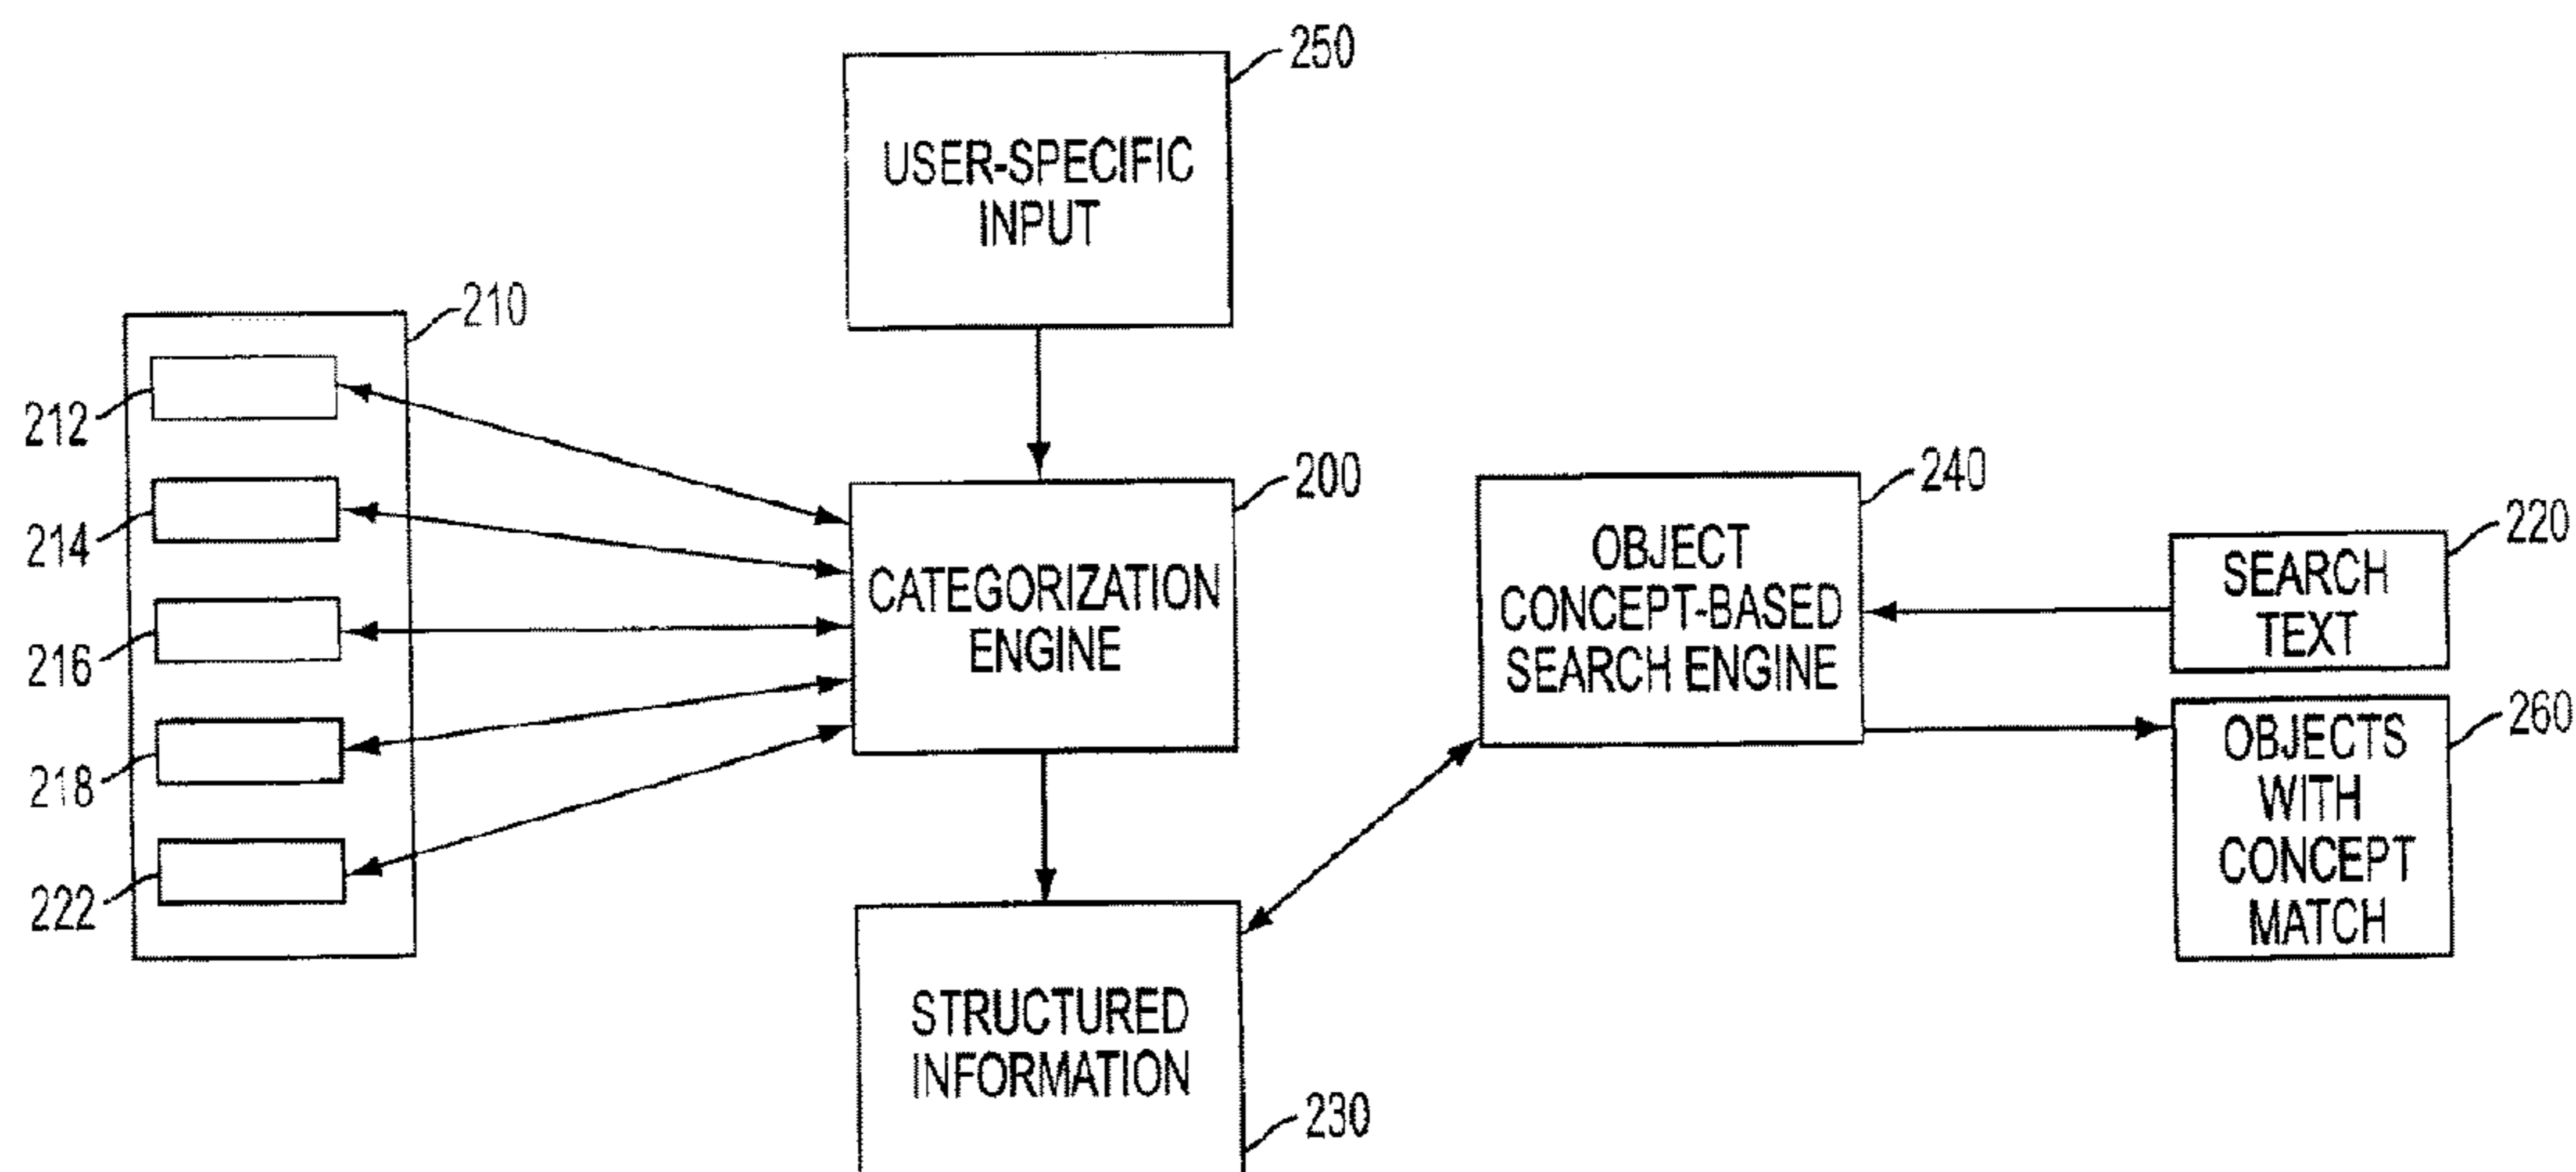 250
USER-SPECIFIC
INPUT
210
212
214
216
218
222
200
CATEGORIZATION
ENGINE
240
OBJECT
CONCEPT-BASED
SEARCH ENGINE
220
SEARCH
TEXT
260
OBJECTS
WITH
CONCEPT
MATCH
STRUCTURED
INFORMATION
230